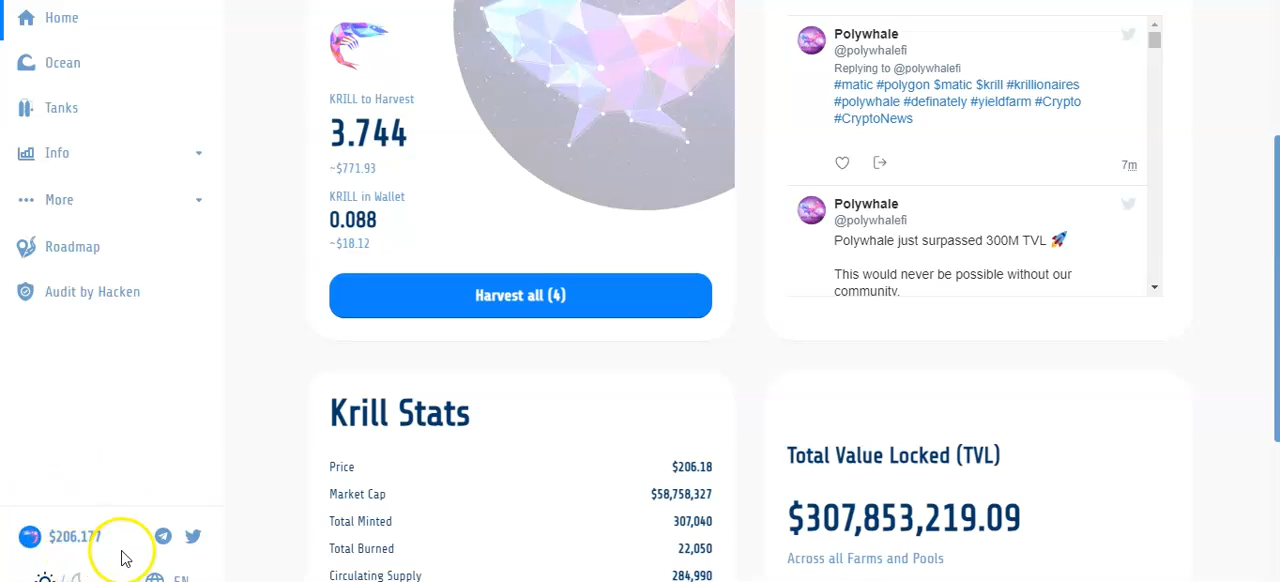 Home
Ocean
Tanks
Info
More
Roadmap
Audit by Hacken
$206.177
EN
KRILL to Harvest
3.744
~$771.93
KRILL in Wallet
0.088
~$18.12
Harvest all (4)
Polywhale
@polywhalefi
Replying to @polywhalefi
#matic #polygon $matic $krill #krillionaires
#polywhale #definately #yieldfarm #Crypto
#CryptoNews
7m
Polywhale
@polywhalefi
Polywhale just surpassed 300M TVL 🚀
This would never be possible without our
community.
Krill Stats
Price $206.18
Market Cap $58,758,327
Total Minted 307,040
Total Burned 22,050
Circulating Supply 284,990
Total Value Locked (TVL)
$307,853,219.09
Across all Farms and Pools